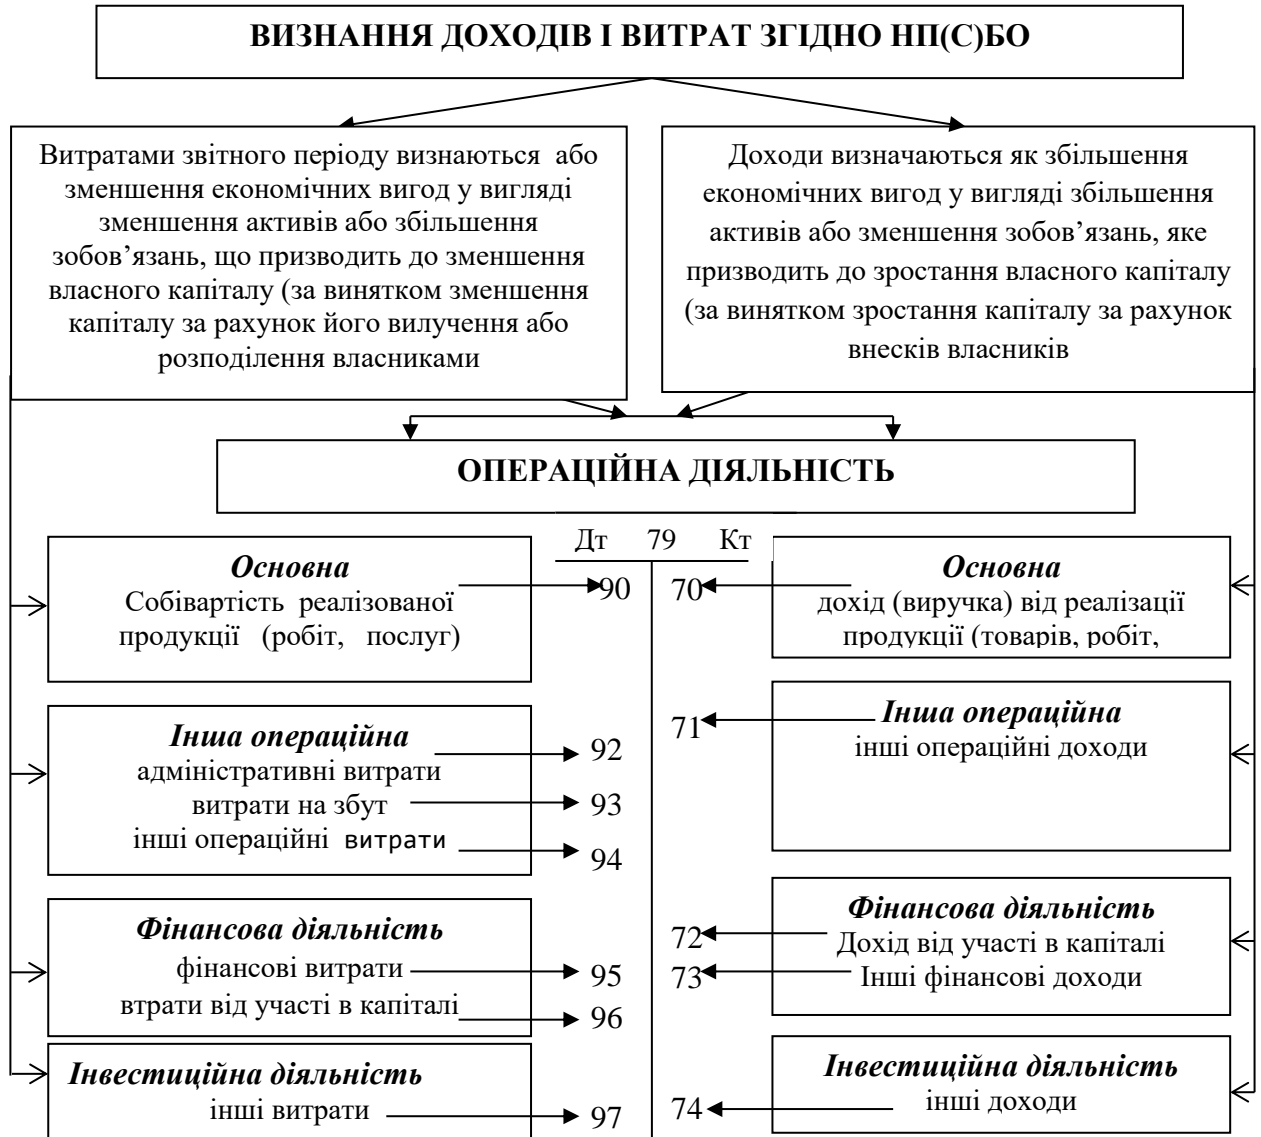 ВИЗНАННЯ ДОХОДІВ І ВИТРАТ ЗГІДНО НП(С)БО
Витратами звітного періоду визнаються або
зменшення економічних вигод у вигляді
зменшення активів або збільшення
зобов’язань, що призводить до зменшення
власного капіталу (за винятком зменшення
капіталу за рахунок його вилучення або
розподілення власниками
Доходи визначаються як збільшення
економічних вигод у вигляді збільшення
активів або зменшення зобов’язань, яке
призводить до зростання власного капіталу
(за винятком зростання капіталу за рахунок
внесків власників
ОПЕРАЦІЙНА ДІЯЛЬНІСТЬ
Дт 79 Кт
Основна
Собівартість реалізованої
продукції (робіт, послуг)
90
70
Основна
дохід (виручка) від реалізації
продукції (товарів, робіт,
Інша операційна
адміністративні витрати
витрати на збут
інші операційні витрати
92
93
94
71
Інша операційна
інші операційні доходи
Фінансова діяльність
фінансові витрати
втрати від участі в капіталі
95
96
72
73
Фінансова діяльність
Дохід від участі в капіталі
Інші фінансові доходи
Інвестиційна діяльність
інші витрати
97
74
Інвестиційна діяльність
інші доходи